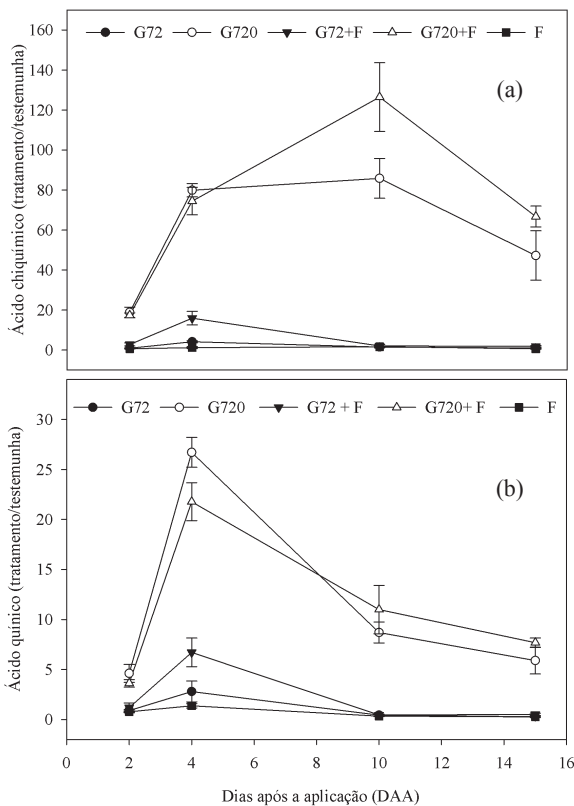 160
G72 G720 G72+F G720+F F
140
(a)
120
100
80
60
40
20
0
Ácido chiquímico (tratamento/testemunha)
30
G72 G720 G72 + F G720+ F F
25
(b)
20
15
10
5
0
Ácido quínico (tratamento/testemunha)
0 2 4 6 8 10 12 14 16
Dias após a aplicação (DAA)